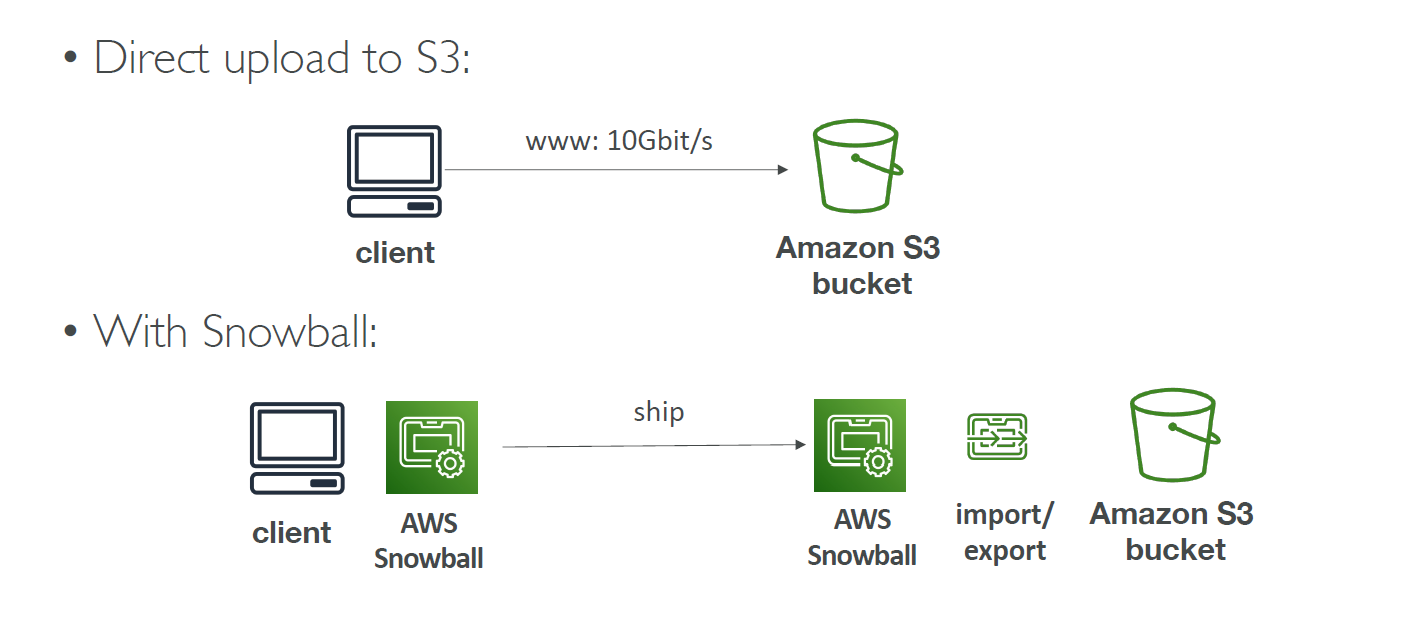 • Direct upload to S3:
www: 10Gbit/s
client
Amazon S3
bucket
• With Snowball:
ship
client
AWS
Snowball
AWS
Snowball
import/
export
Amazon S3
bucket